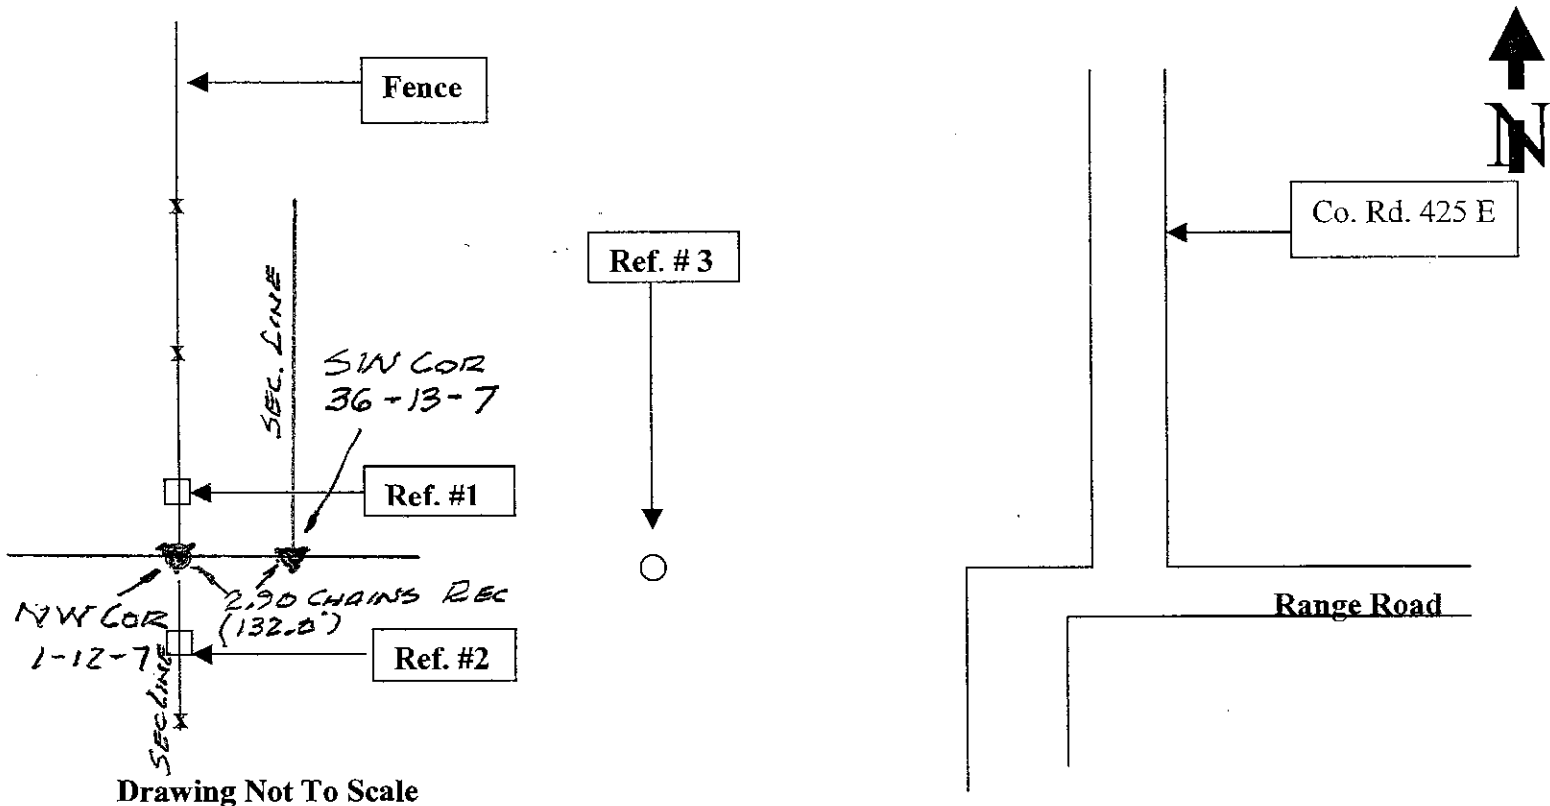 Fence
N
Co. Rd. 425 E
Ref. # 3
SEC. LINE
SW COR
36-13-7
Ref. #1
NW COR
1-12-7
2.90 CHAINS REC
(132.0')
Range Road
Ref. #2
SEC LINE
Drawing Not To Scale